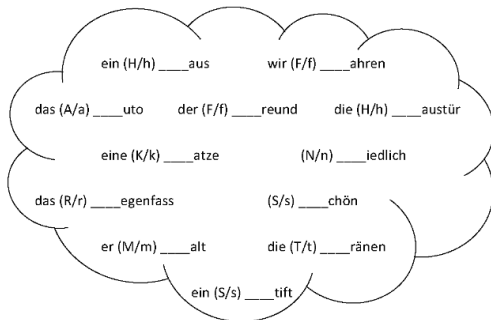 ein (H/h) ____aus wir (F/f) ____ahren
das (A/a) ____uto der (F/f) ____reund die (H/h) ____austür
eine (K/k) ____atze (N/n) ____iedlich
das (R/r) ____egenfass (S/s) ____chön
er (M/m) ____alt die (T/t) ____ränen
ein (S/s) ____tift